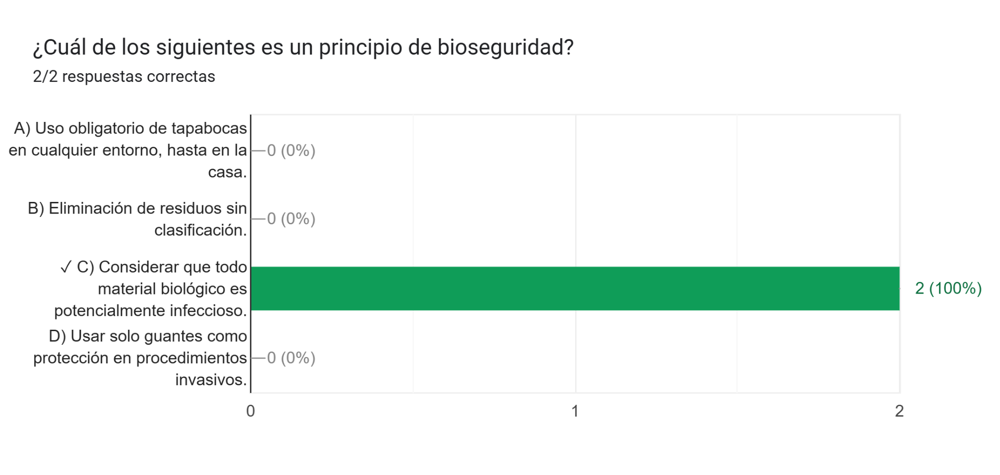 ¿Cuál de los siguientes es un principio de bioseguridad?
2/2 respuestas correctas
A) Uso obligatorio de tapabocas
en cualquier entorno, hasta en la
casa.
0 (0%)
B) Eliminación de residuos sin
clasificación.
0 (0%)
✓ C) Considerar que todo
material biológico es
potencialmente infeccioso.
2 (100%)
D) Usar solo guantes como
protección en procedimientos
invasivos.
0 (0%)
0 1 2